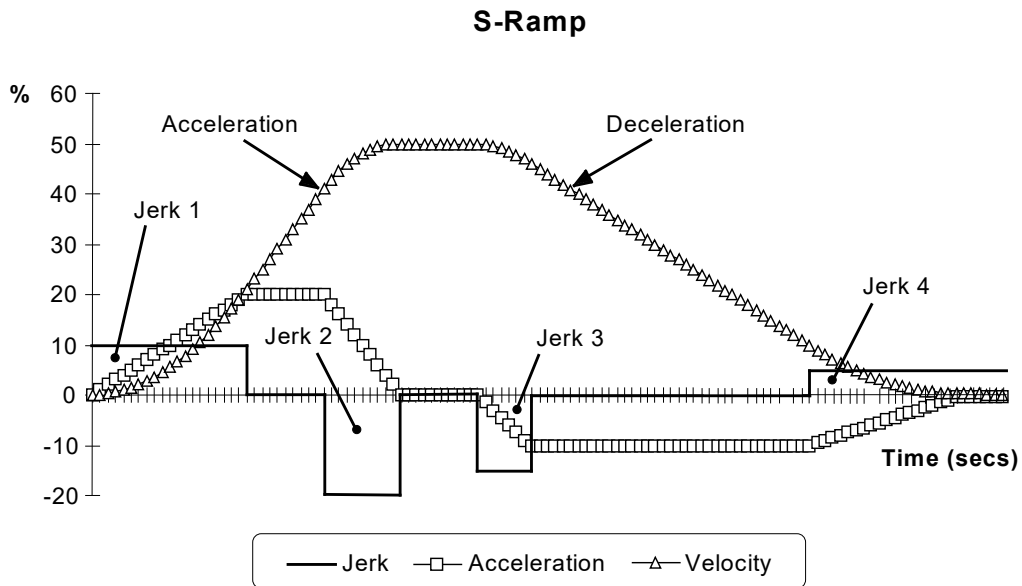 S-Ramp
%
60
50
40
30
20
10
0
-10
-20
Acceleration
Deceleration
Jerk 1
Jerk 2
Jerk 3
Jerk 4
Time (secs)
Jerk Acceleration Velocity